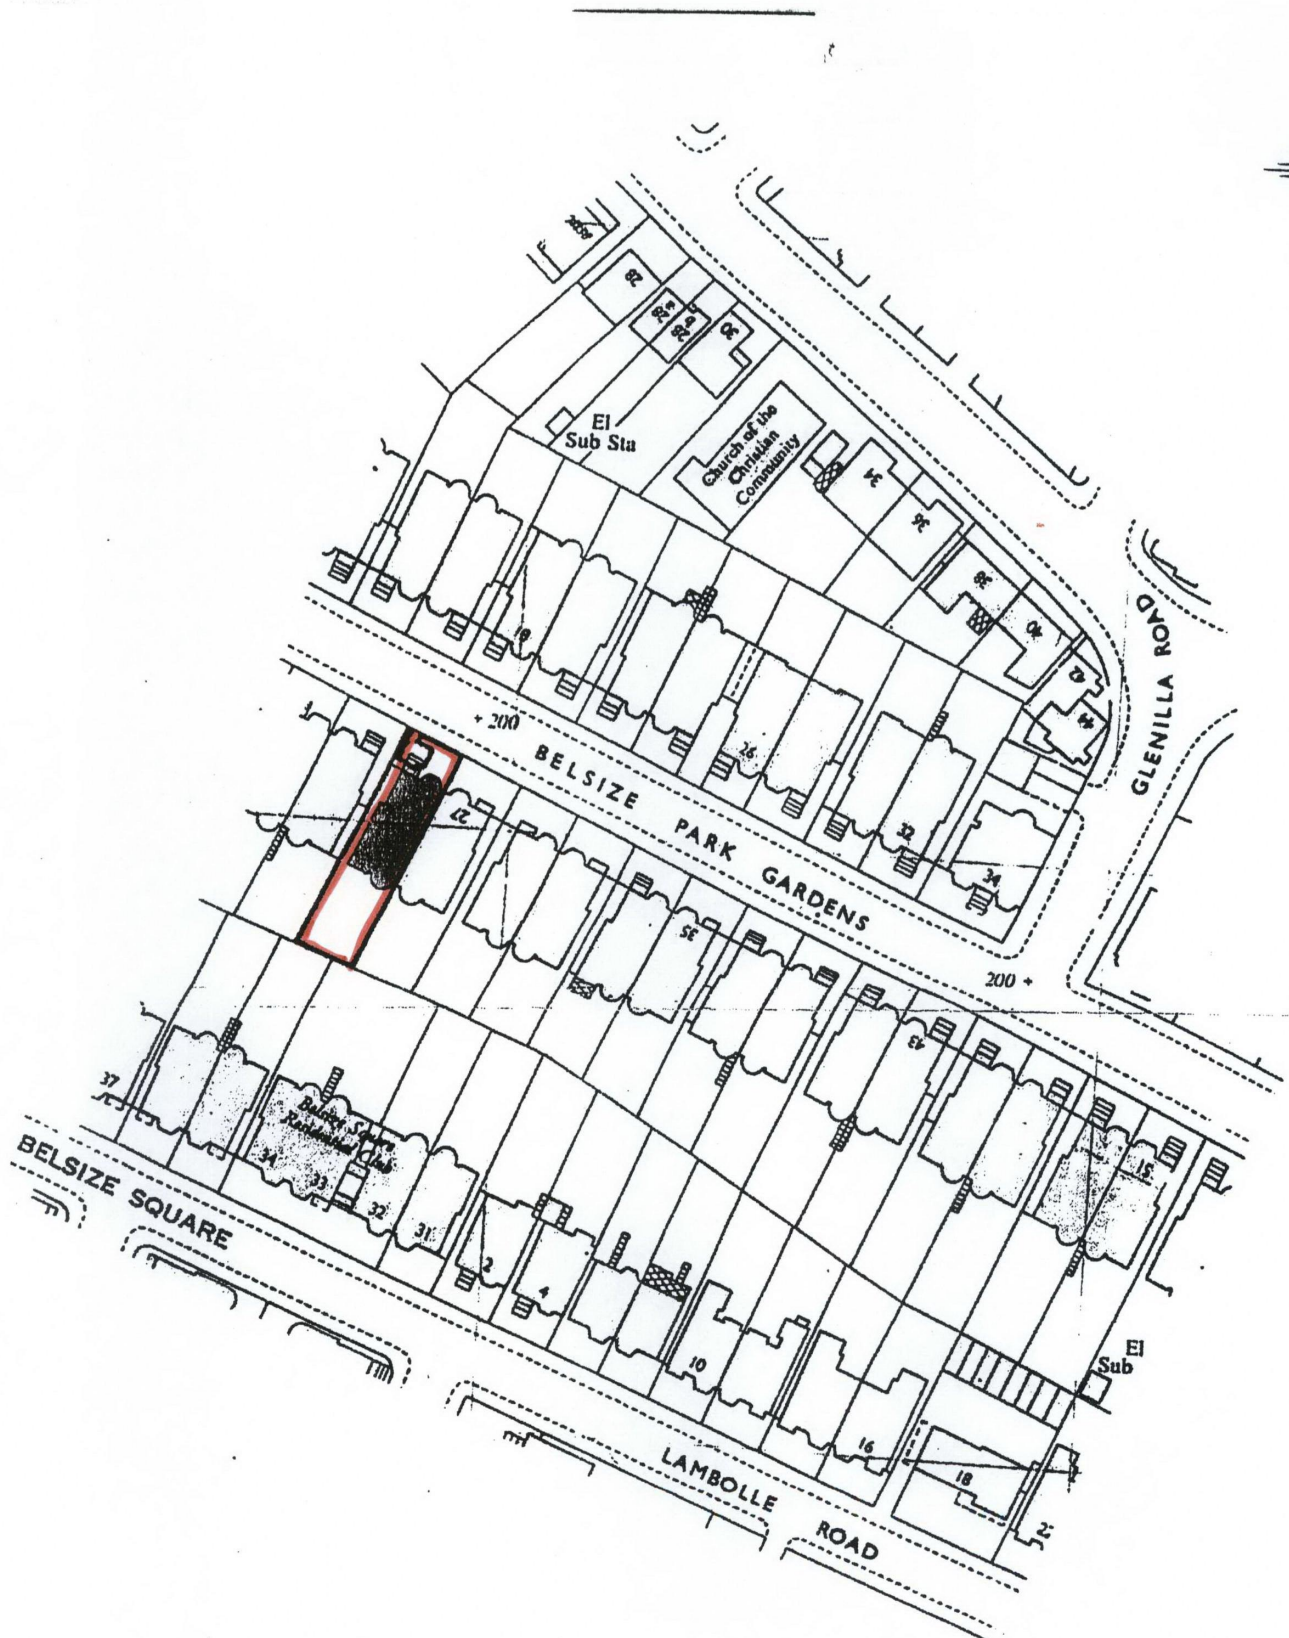 28
28
a
28
b
30
El
Sub Sta
Church of the
Christian
Community
34
36
38
40
42
44
GLENILLA ROAD
18
26
32
34
+ 200
BELSIZE PARK GARDENS
200 +
27
35
43
51
37
Belsize Square
Residential Club
34
33
32
31
BELSIZE SQUARE
2
4
10
16
18
El
Sub
LAMBOLLE ROAD